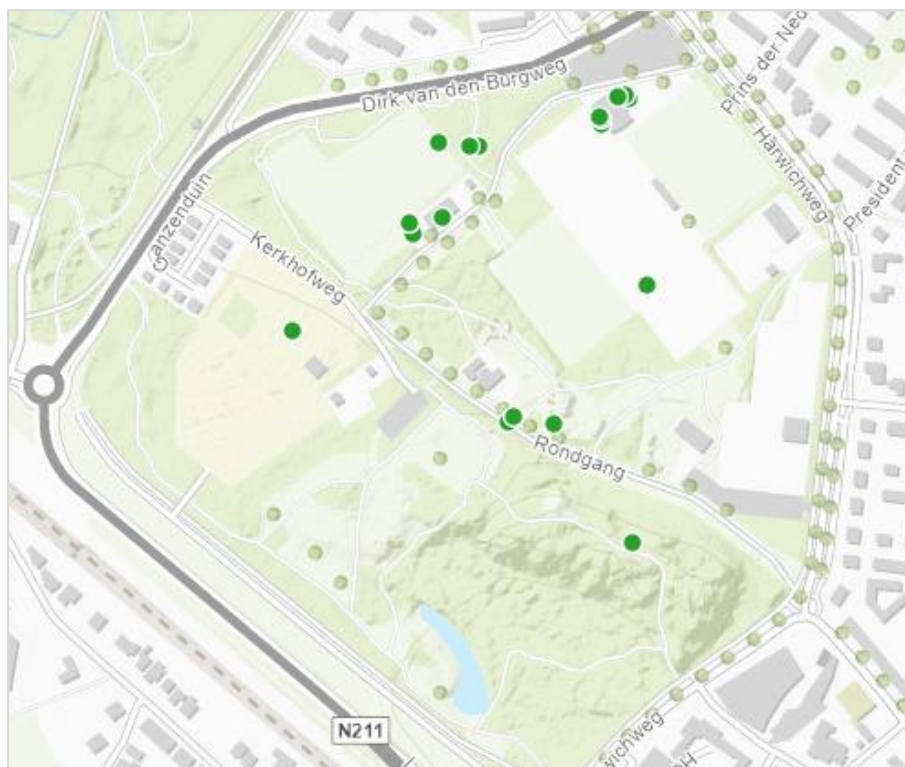 Dirk van den Burgweg
Prins der Ned
Harwichweg
President
Ganzenduin
Kerkhofweg
Rondgang
N211
wichweg